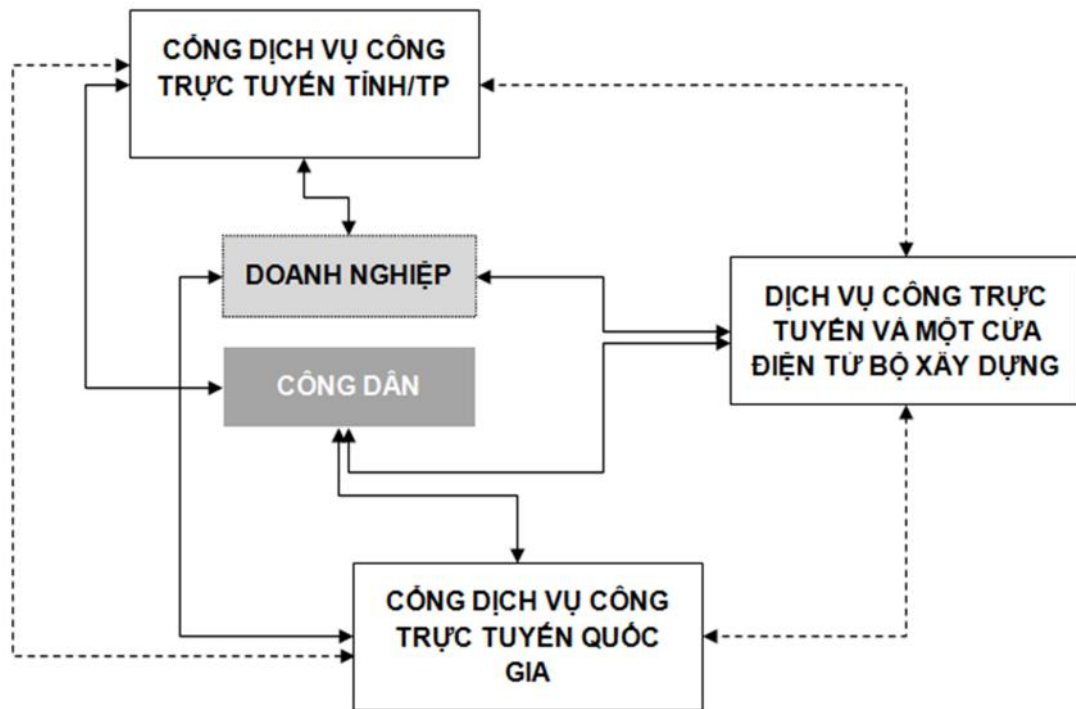 CỔNG DỊCH VỤ CÔNG
TRỰC TUYẾN TỈNH/TP
DOANH NGHIỆP
CÔNG DÂN
DỊCH VỤ CÔNG TRỰC
TUYẾN VÀ MỘT CỬA
ĐIỆN TỬ BỘ XÂY DỰNG
CỔNG DỊCH VỤ CÔNG
TRỰC TUYẾN QUỐC
GIA